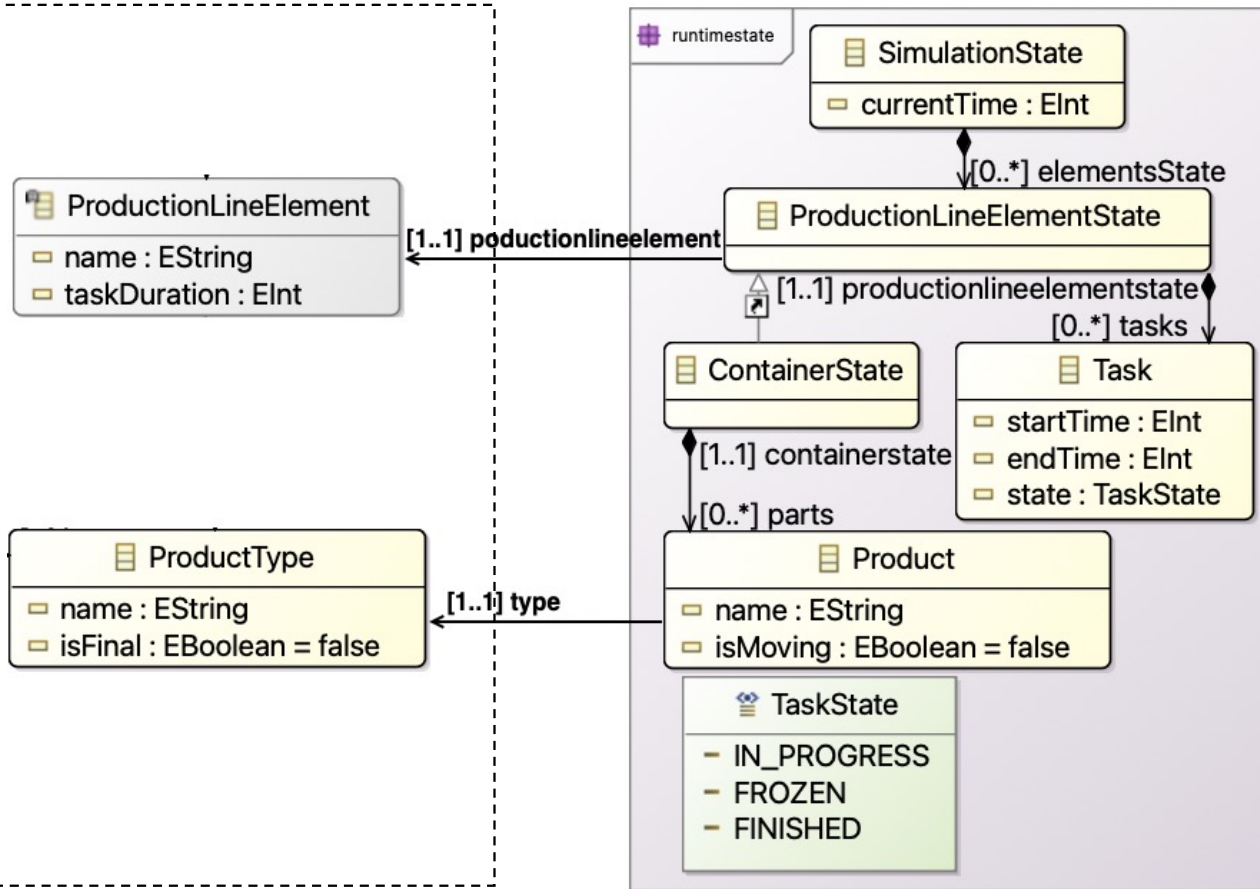 runtimestate
SimulationState
currentTime : EInt
[0..*] elementsState
ProductionLineElement
name : EString
taskDuration : EInt
[1..1] poductionlineelement
ProductionLineElementState
[1..1] productionlineelementstate
[0..*] tasks
ContainerState
Task
startTime : EInt
endTime : EInt
state : TaskState
[1..1] containerstate
[0..*] parts
ProductType
name : EString
isFinal : EBoolean = false
[1..1] type
Product
name : EString
isMoving : EBoolean = false
TaskState
IN_PROGRESS
FROZEN
FINISHED